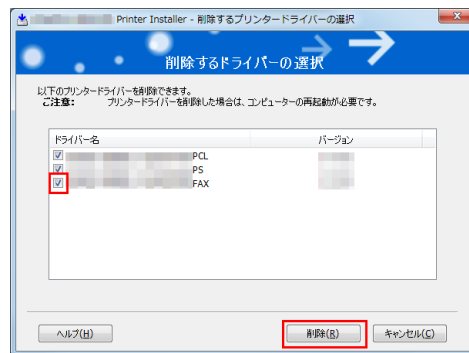 Printer Installer - 削除するプリンタードライバーの選択
削除するドライバーの選択
以下のプリンタードライバーを削除できます。
ご注意： プリンタードライバーを削除した場合は、コンピューターの再起動が必要です。
ドライバー名 バージョン
PCL
PS
FAX
ヘルプ(H) 削除(R) キャンセル(C)